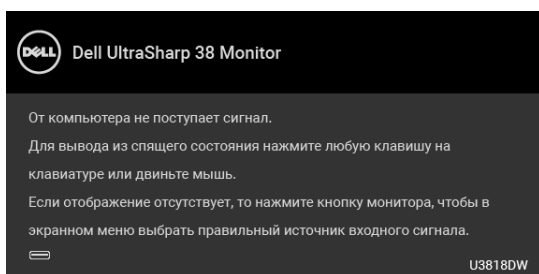 DELL
Dell UltraSharp 38 Monitor
От компьютера не поступает сигнал.
Для вывода из спящего состояния нажмите любую клавишу на
клавиатуре или двиньте мышь.
Если отображение отсутствует, то нажмите кнопку монитора, чтобы в
экранном меню выбрать правильный источник входного сигнала.
U3818DW